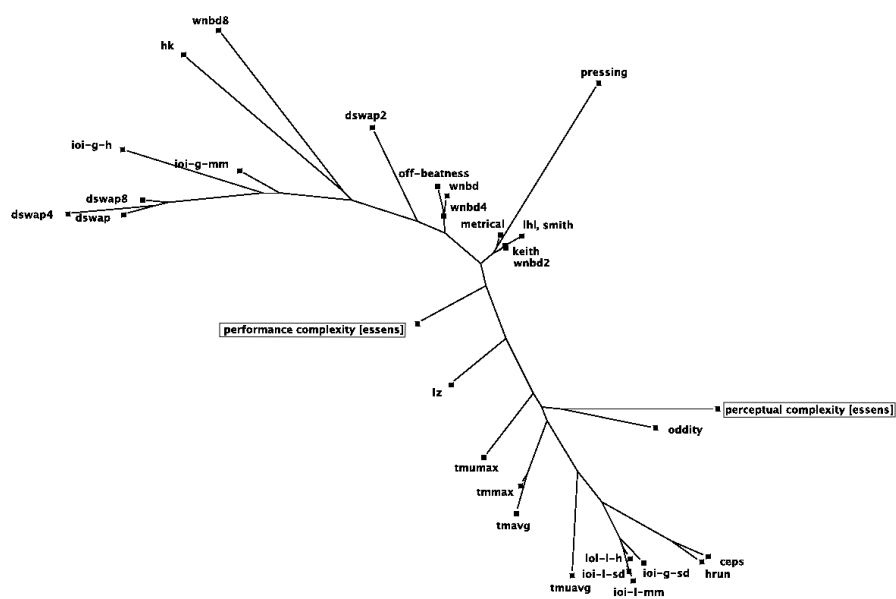 wnbd8
hk
pressing
dswap2
ioi-g-h
ioi-g-mm
off-beatness
wnbd
dswap8
wnbd4
dswap4
dswap
metrical
lhl, smith
keith
wnbd2
performance complexity [essens]
lz
perceptual complexity [essens]
oddity
tmumax
tmmax
tmavg
lol-l-h
ceps
ioi-l-sd
ioi-g-sd
hrun
tmuavg
ioi-l-mm